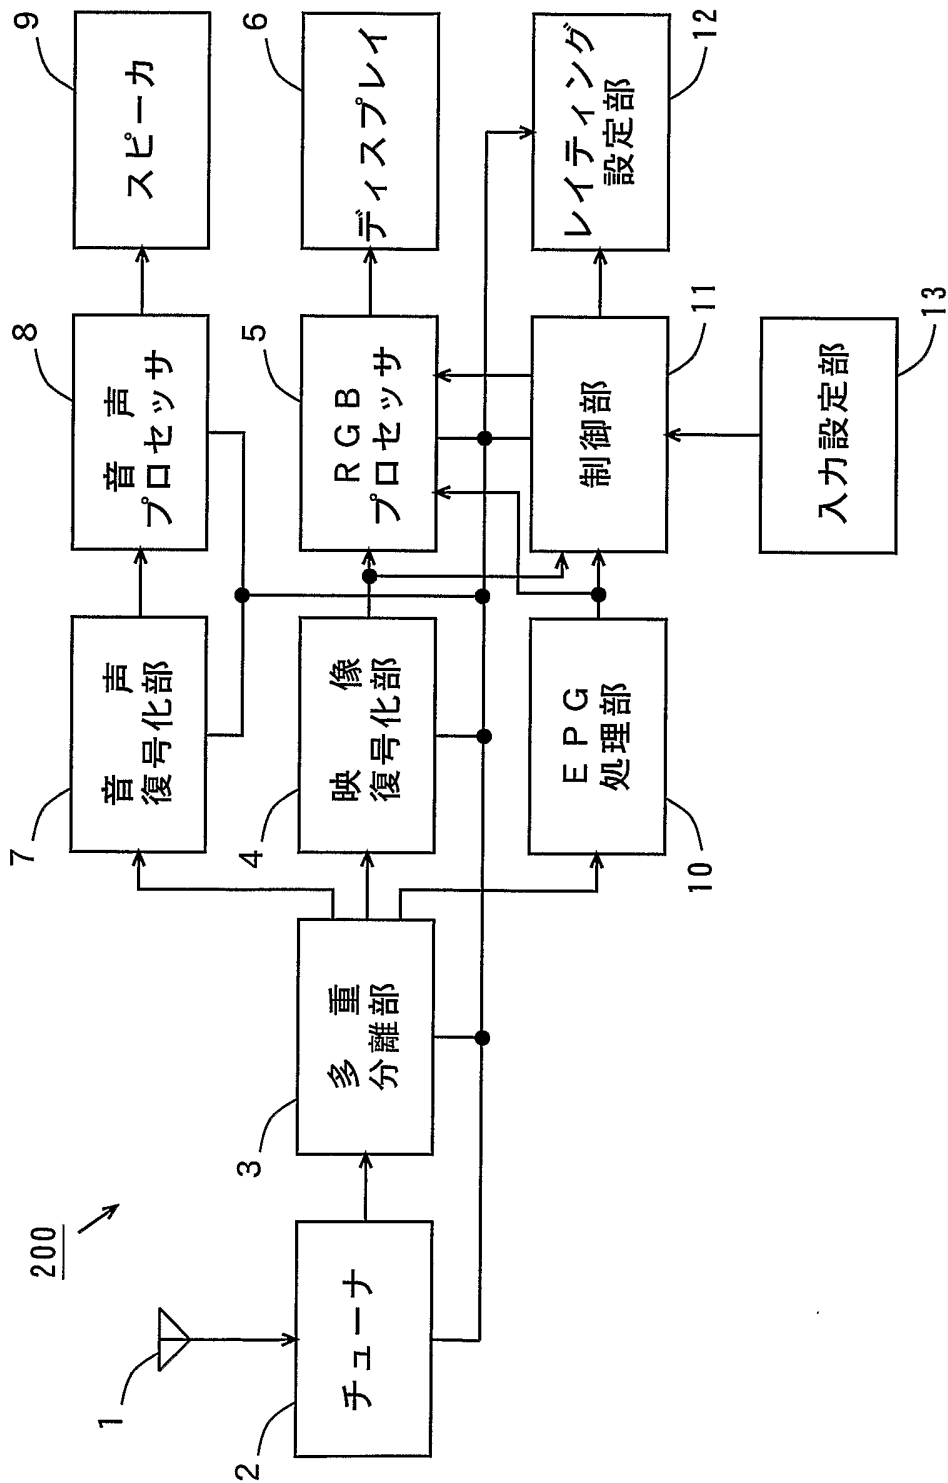 7
8
9
200
音 声
復号化部
音 声
プロセッサ
スピーカ
1
2
3
4
5
6
チューナ
多 重
分離部
映 像
復号化部
RGB
プロセッサ
ディスプレイ
EPG
処理部
制御部
レイティング
設定部
10
11
12
入力設定部
13